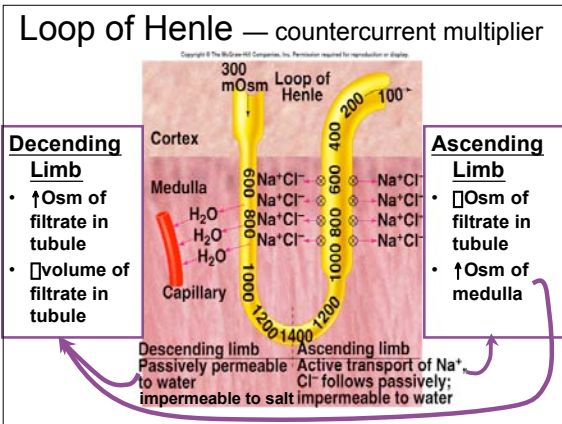 Loop of Henle — countercurrent multiplier
Copyright © The McGraw-Hill Companies, Inc. Permission required for reproduction or display.
300
mOsm
Loop of
Henle
200
100
400
Cortex
Decending
Limb
• ↑Osm of
filtrate in
tubule
• ▯volume of
filtrate in
tubule
Medulla
600
800
1000
1200
1400
1200
1000
800
600
H₂O
H₂O
H₂O
Capillary
Na⁺Cl⁻ Na⁺Cl⁻
Na⁺Cl⁻ Na⁺Cl⁻
Na⁺Cl⁻ Na⁺Cl⁻
Na⁺Cl⁻ Na⁺Cl⁻
Ascending
Limb
• ▯Osm of
filtrate in
tubule
• ↑Osm of
medulla
Descending limb
Passively permeable
to water
impermeable to salt
Ascending limb
Active transport of Na⁺,
Cl⁻ follows passively;
impermeable to water